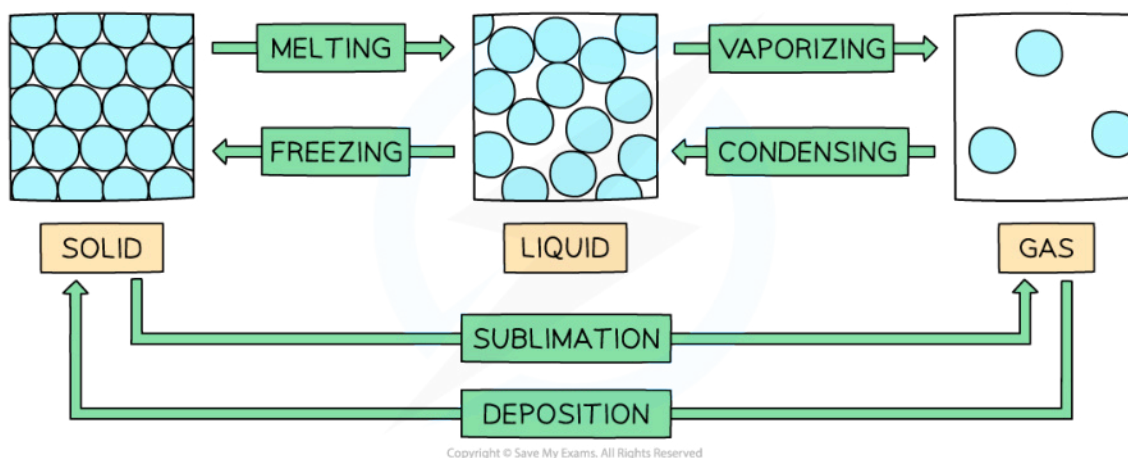 MELTING
VAPORIZING
FREEZING
CONDENSING
SOLID
LIQUID
GAS
SUBLIMATION
DEPOSITION
Copyright © Save My Exams. All Rights Reserved